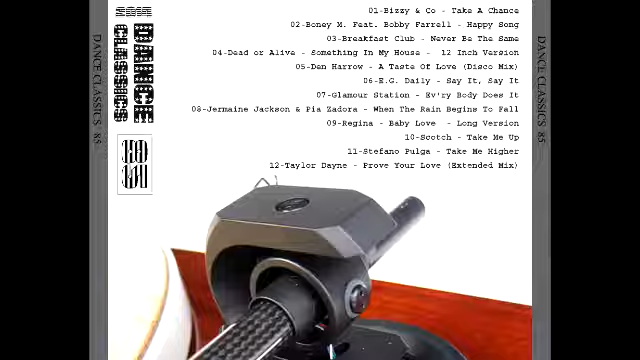 01-Bizzy & Co - Take A Chance
02-Boney M. Feat. Bobby Farrell - Happy Song
03-Breakfast Club - Never Be The Same
04-Dead or Alive - Something In My House - 12 Inch Version
05-Den Harrow - A Taste Of Love (Disco Mix)
06-E.G. Daily - Say It, Say It
07-Glamour Station - Ev'ry Body Does It
08-Jermaine Jackson & Pia Zadora - When The Rain Begins To Fall
09-Regina - Baby Love - Long Version
10-Scotch - Take Me Up
11-Stefano Pulga - Take Me Higher
12-Taylor Dayne - Prove Your Love (Extended Mix)
DANCE
CLASSICS
DANCE CLASSICS 85
DANCE CLASSICS 85